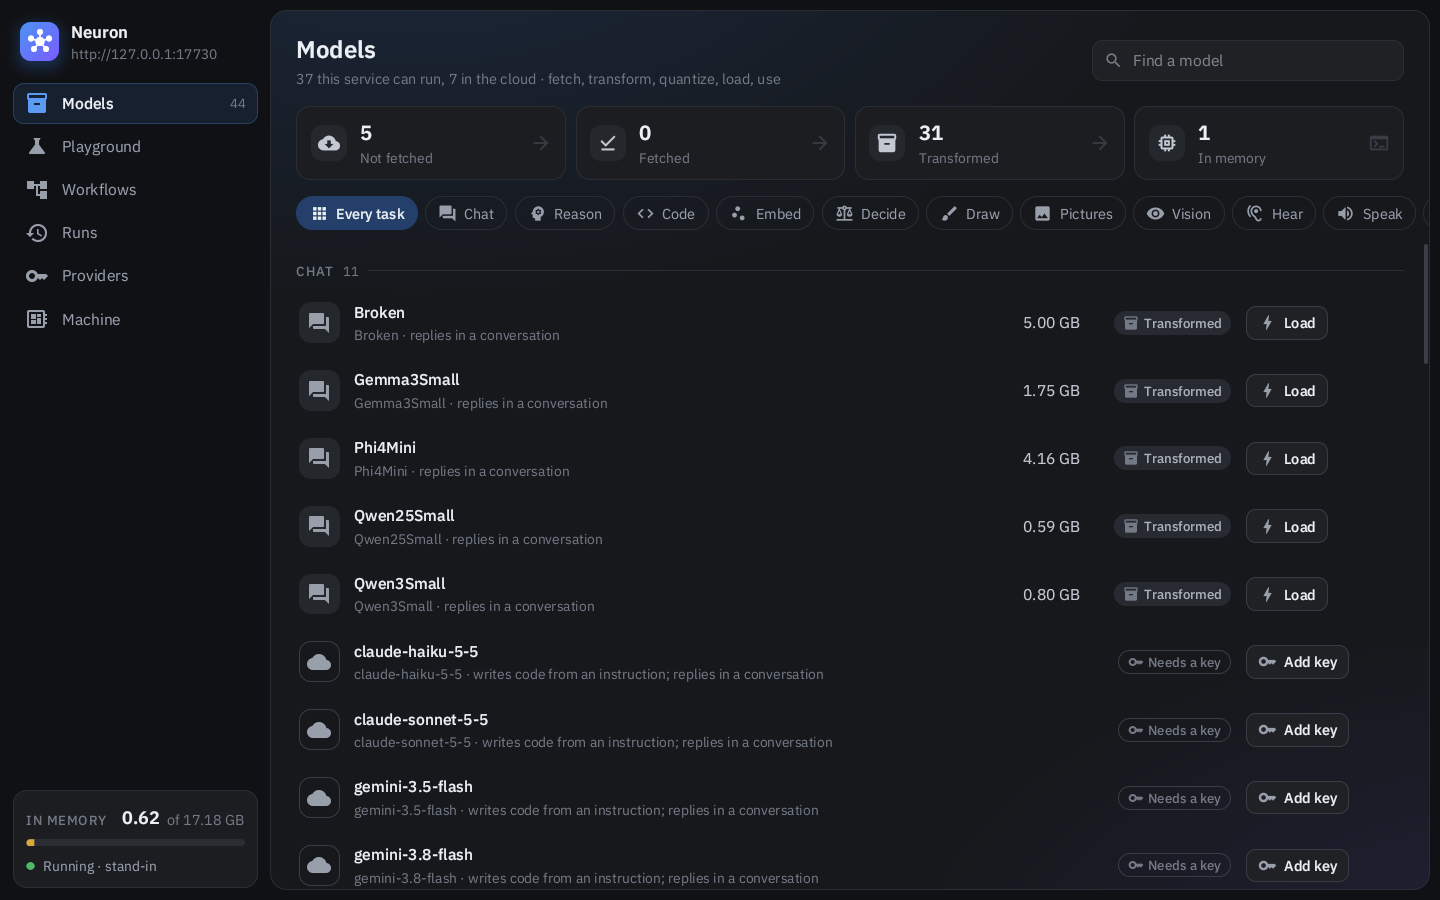 Neuron
http://127.0.0.1:17730
Models 44
Playground
Workflows
Runs
Providers
Machine
IN MEMORY 0.62 of 17.18 GB
Running · stand-in
Models
37 this service can run, 7 in the cloud · fetch, transform, quantize, load, use
Find a model
5
Not fetched
0
Fetched
31
Transformed
1
In memory
Every task Chat Reason Code Embed Decide Draw Pictures Vision Hear Speak
CHAT 11
Broken
Broken · replies in a conversation
5.00 GB Transformed Load
Gemma3Small
Gemma3Small · replies in a conversation
1.75 GB Transformed Load
Phi4Mini
Phi4Mini · replies in a conversation
4.16 GB Transformed Load
Qwen25Small
Qwen25Small · replies in a conversation
0.59 GB Transformed Load
Qwen3Small
Qwen3Small · replies in a conversation
0.80 GB Transformed Load
claude-haiku-5-5
claude-haiku-5-5 · writes code from an instruction; replies in a conversation
Needs a key Add key
claude-sonnet-5-5
claude-sonnet-5-5 · writes code from an instruction; replies in a conversation
Needs a key Add key
gemini-3.5-flash
gemini-3.5-flash · writes code from an instruction; replies in a conversation
Needs a key Add key
gemini-3.8-flash
gemini-3.8-flash · writes code from an instruction; replies in a conversation
Needs a key Add key